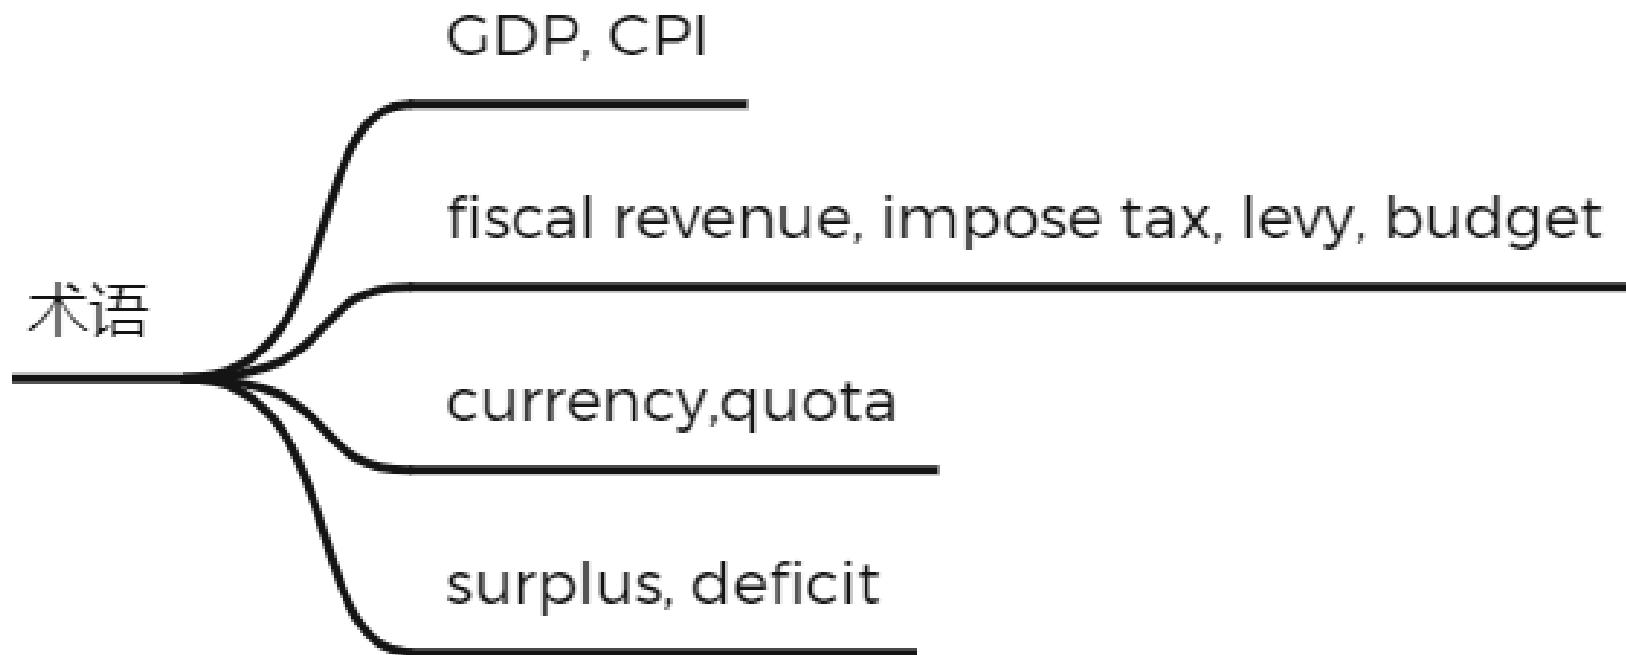 GDP, CPI
fiscal revenue, impose tax, levy, budget
术语
currency,quota
surplus, deficit